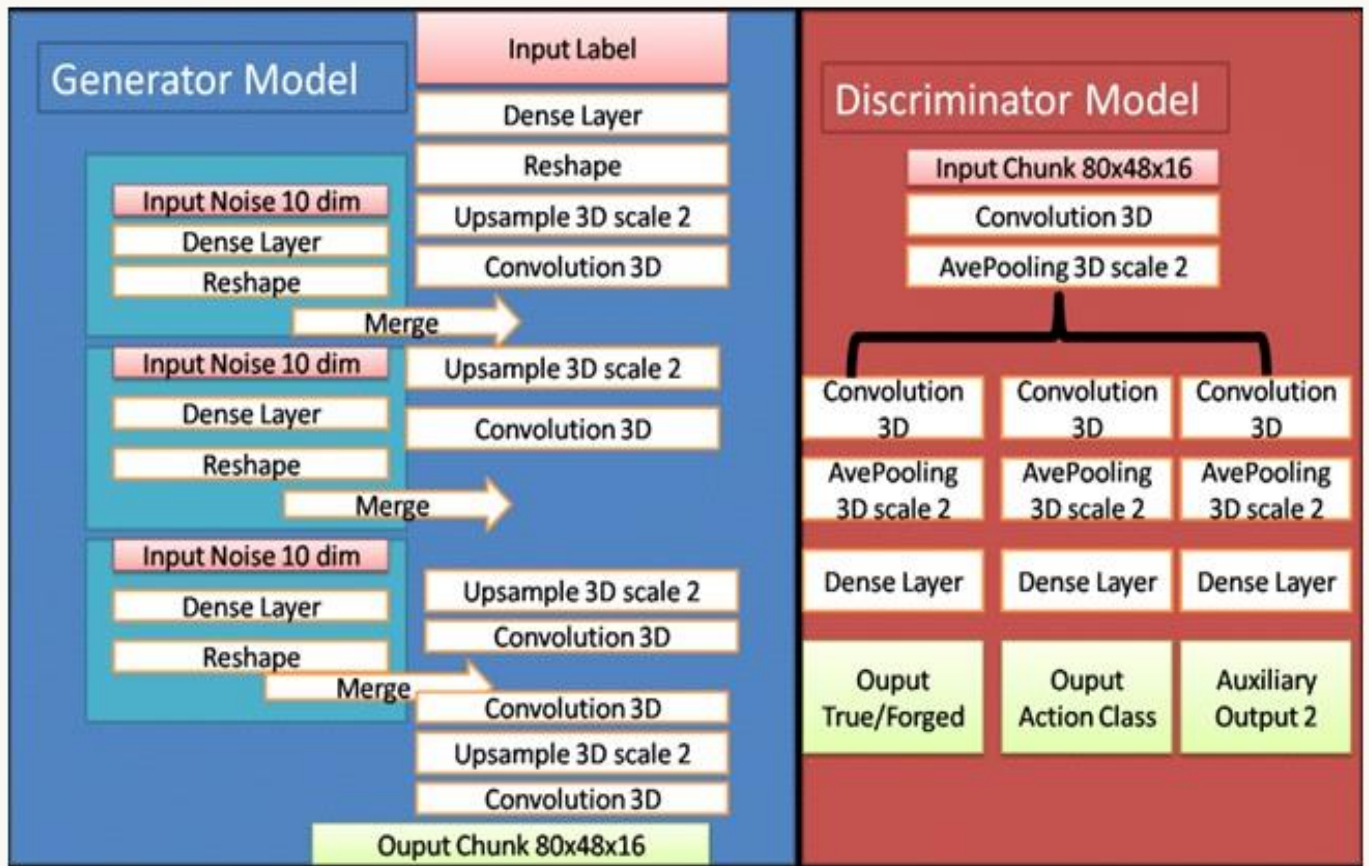 Generator Model
Input Label
Dense Layer
Reshape
Upsample 3D scale 2
Convolution 3D
Input Noise 10 dim
Dense Layer
Reshape
Merge
Upsample 3D scale 2
Convolution 3D
Input Noise 10 dim
Dense Layer
Reshape
Merge
Upsample 3D scale 2
Convolution 3D
Input Noise 10 dim
Dense Layer
Reshape
Merge
Convolution 3D
Upsample 3D scale 2
Convolution 3D
Ouput Chunk 80x48x16
Discriminator Model
Input Chunk 80x48x16
Convolution 3D
AvePooling 3D scale 2
Convolution
3D
AvePooling
3D scale 2
Dense Layer
Ouput
True/Forged
Convolution
3D
AvePooling
3D scale 2
Dense Layer
Ouput
Action Class
Convolution
3D
AvePooling
3D scale 2
Dense Layer
Auxiliary
Output 2